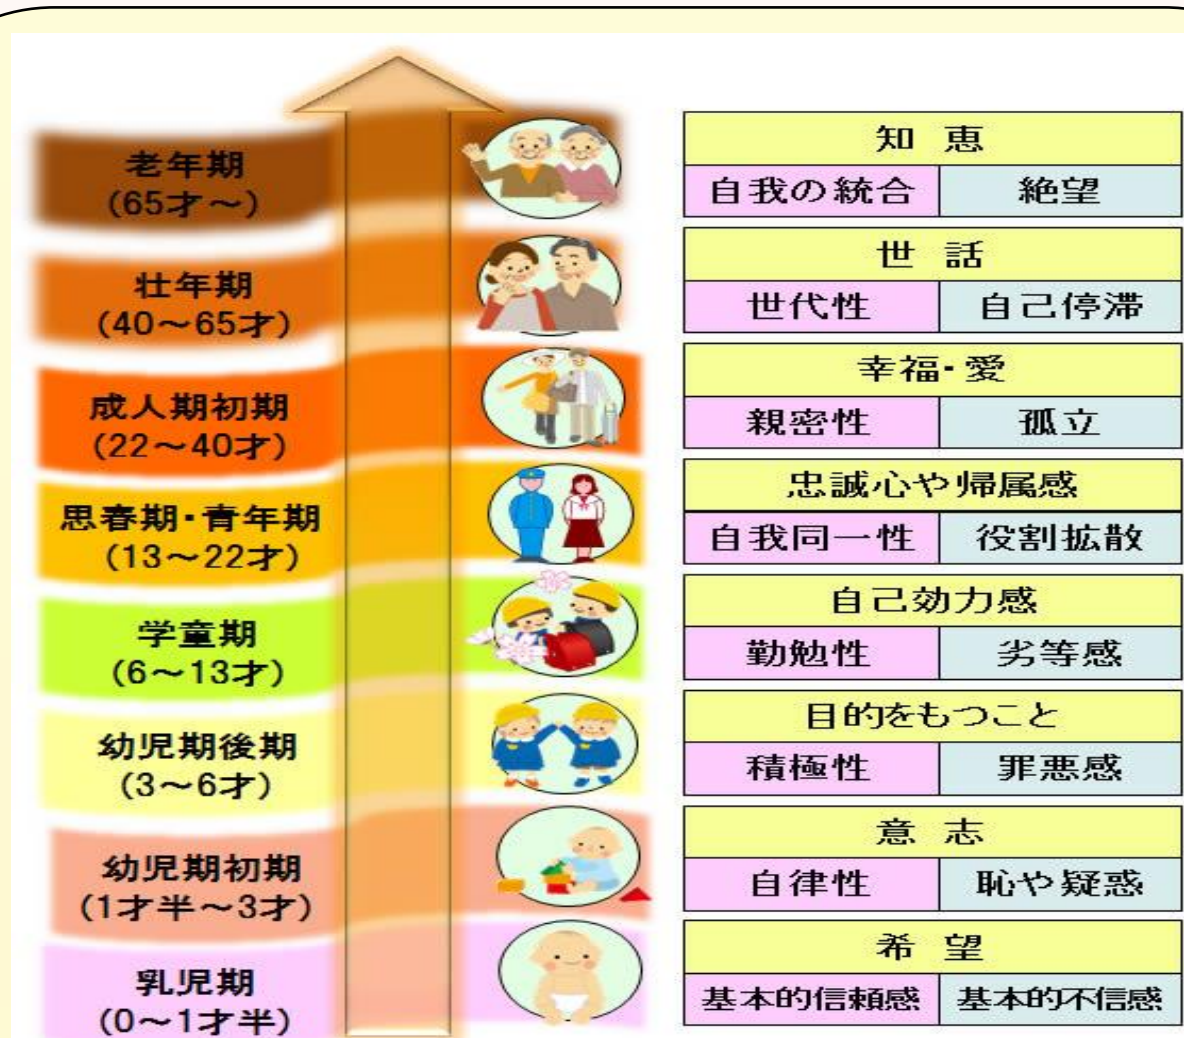 老年期
(65才～)
知 恵
自我の統合 絶望
壮年期
(40～65才)
世 話
世代性 自己停滞
成人期初期
(22～40才)
幸福・愛
親密性 孤立
思春期・青年期
(13～22才)
忠誠心や帰属感
自我同一性 役割拡散
学童期
(6～13才)
自己効力感
勤勉性 劣等感
幼児期後期
(3～6才)
目的をもつこと
積極性 罪悪感
幼児期初期
(1才半～3才)
意 志
自律性 恥や疑惑
乳児期
(0～1才半)
希 望
基本的信頼感 基本的不信感